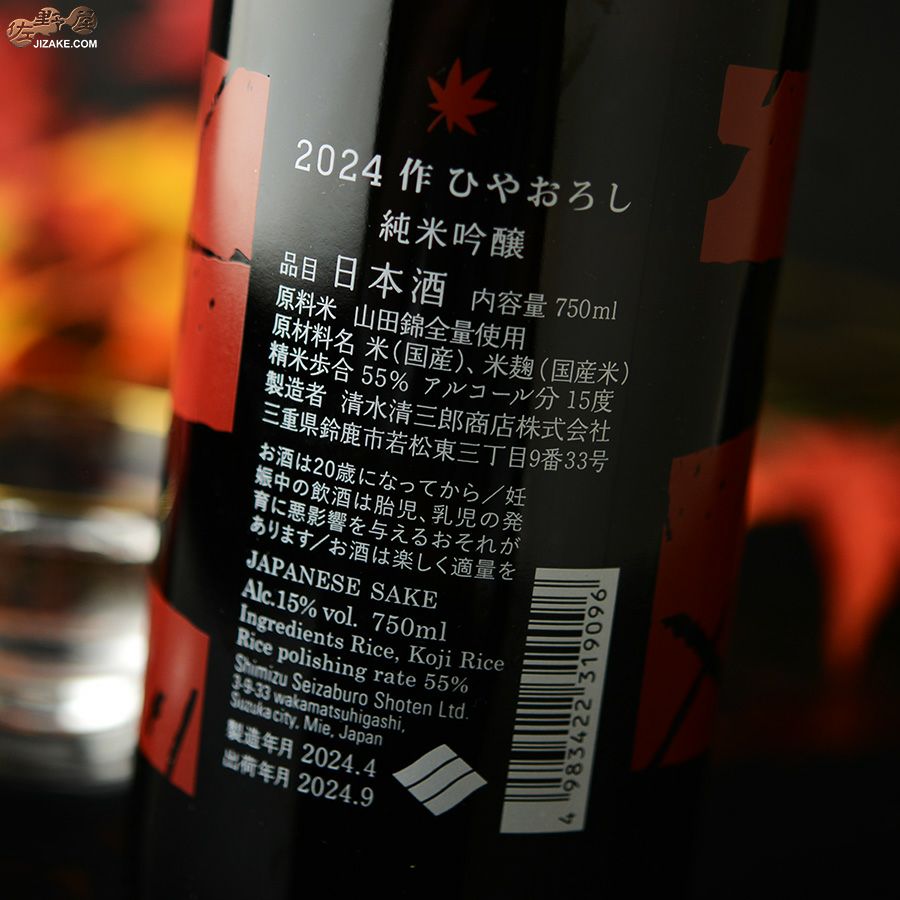 佐野屋
JIZAKE.COM
2024 作 ひやおろし
純米吟醸
品目 日本酒 内容量 750ml
原料米 山田錦全量使用
原材料名 米(国産)、米麹(国産米)
精米歩合 55% アルコール分 15度
製造者 清水清三郎商店株式会社
三重県鈴鹿市若松東三丁目9番33号
お酒は20歳になってから/妊
娠中の飲酒は胎児、乳児の発
育に悪影響を与えるおそれが
あります/お酒は楽しく適量を
JAPANESE SAKE
Alc.15% vol. 750ml
Ingredients Rice, Koji Rice
Rice polishing rate 55%
Shimizu Seizaburo Shoten Ltd.
3-9-33 wakamatsuhigashi,
Suzuka city, Mie, Japan
製造年月 2024.4
出荷年月 2024.9
4 983422 319096